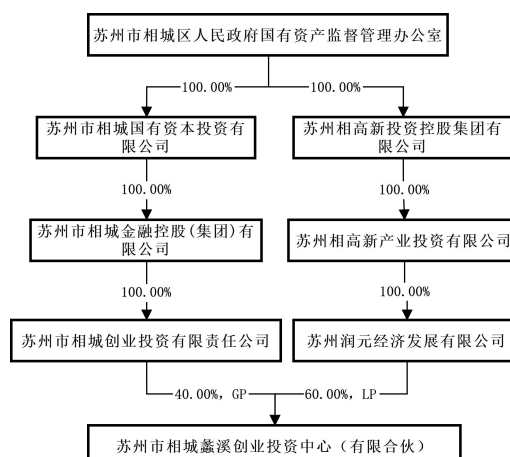 苏州市相城区人民政府国有资产监督管理办公室
100.00%
100.00%
苏州市相城国有资本投资有
限公司
苏州相高新投资控股集团有
限公司
100.00%
100.00%
苏州市相城金融控股(集团)有
限公司
苏州相高新产业投资有限公司
100.00%
100.00%
苏州市相城创业投资有限责任公司
苏州润元经济发展有限公司
40.00%, GP
60.00%, LP
苏州市相城蠡溪创业投资中心（有限合伙）